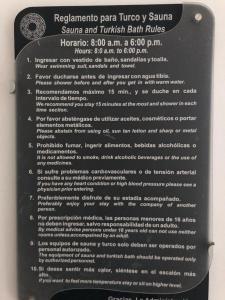 Reglamento para Turco y Sauna
Sauna and Turkish Bath Rules
Horario: 8:00 a.m. a 6:00 p.m.
Hours: 8:0 a.m. to 6:00 p.m.
1. Ingresar con vestido de baño, sandalias y toalla.
Wear swimming suit, sandals and towel.
2. Favor ducharse antes de ingresar con agua tibia.
Please shower before and after you get in with warm water.
3. Recomendamos máximo 15 min., y se duche en cada
intervalo de tiempo.
We recommend you stay 15 minutes at the most and shower in each
time section.
4. Por favor abstengase de utilizar aceites, cosméticos o portar
elementos metálicos.
Please abstain from using oil, sun tan lotion and sharp or metal
objects.
5. Prohibido fumar, ingerir alimentos, bebidas alcohólicas o
medicamentos.
It is not allowed to smoke, drink alcoholic beverages or the use of
any medicines.
6. Si sufre problemas cardiovasculares o de tensión arterial
consulte a su médico previamente.
If you have any heart condition or high blood pressure please see a
physician prior entering.
7. Preferiblemente disfrute de su estadía acompañado.
Preferably enjoy your stay with the company of another
person.
8. Por prescripción médica, las personas menores de 16 años
no deben ingresar, salvo responsabilidad de un adulto.
By medical advise persons under 16 years old can not use neither
rooms unless accompained by an adult.
9. Los equipos de sauna y turco solo deben ser operados por
personal autorizado.
The equipment of sauna and turkish bath should be operated only
by authorized personnel.
10. Si desea sentir más calor, siéntese en el escalón más
alto.
If you want to feel more temperature stay or sit on higher level.
Gracias. La Administración